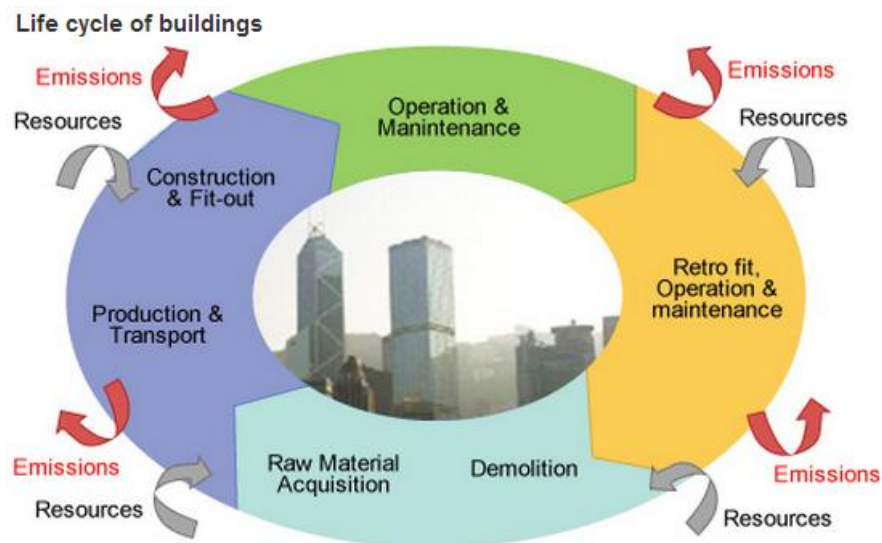 Life cycle of buildings
Emissions
Resources
Operation &
Manintenance
Emissions
Resources
Construction
& Fit-out
Retro fit,
Operation &
maintenance
Production &
Transport
Emissions
Resources
Raw Material
Acquisition
Demolition
Emissions
Resources